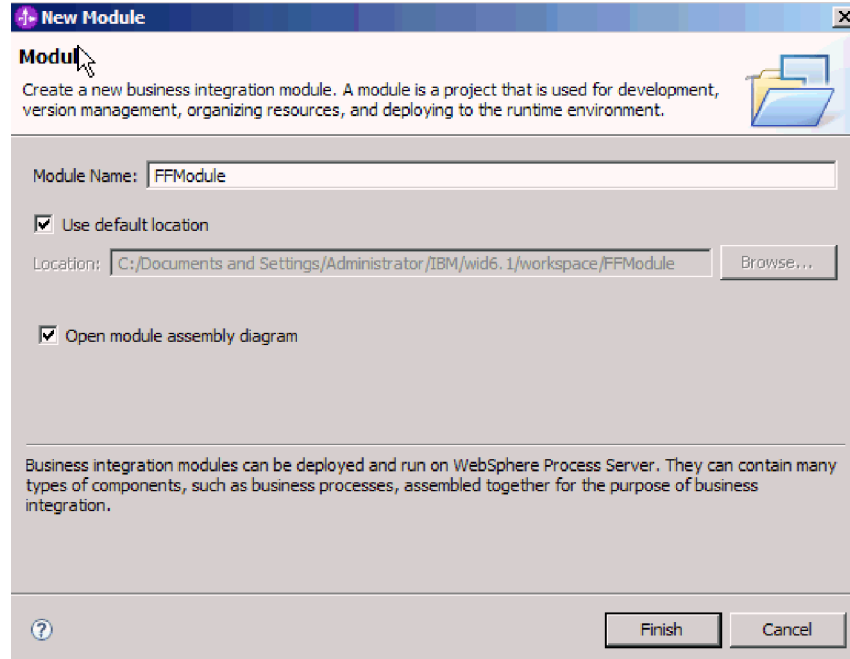 New Module
Modul
Create a new business integration module. A module is a project that is used for development,
version management, organizing resources, and deploying to the runtime environment.
Module Name: FFModule
Use default location
Location: C:/Documents and Settings/Administrator/IBM/wid6.1/workspace/FFModule Browse...
Open module assembly diagram
Business integration modules can be deployed and run on WebSphere Process Server. They can contain many
types of components, such as business processes, assembled together for the purpose of business
integration.
? Finish Cancel